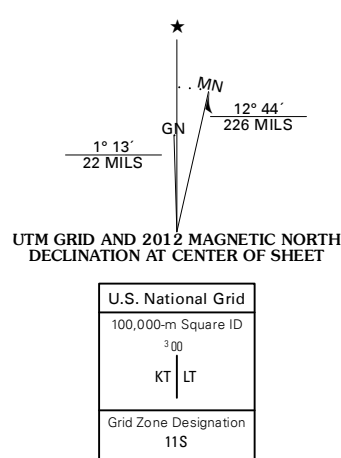 ★
. . . MN
GN
12° 44´
226 MILS
1° 13´
22 MILS
UTM GRID AND 2012 MAGNETIC NORTH
DECLINATION AT CENTER OF SHEET
U.S. National Grid
100,000-m Square ID
³00
KT LT
Grid Zone Designation
11S